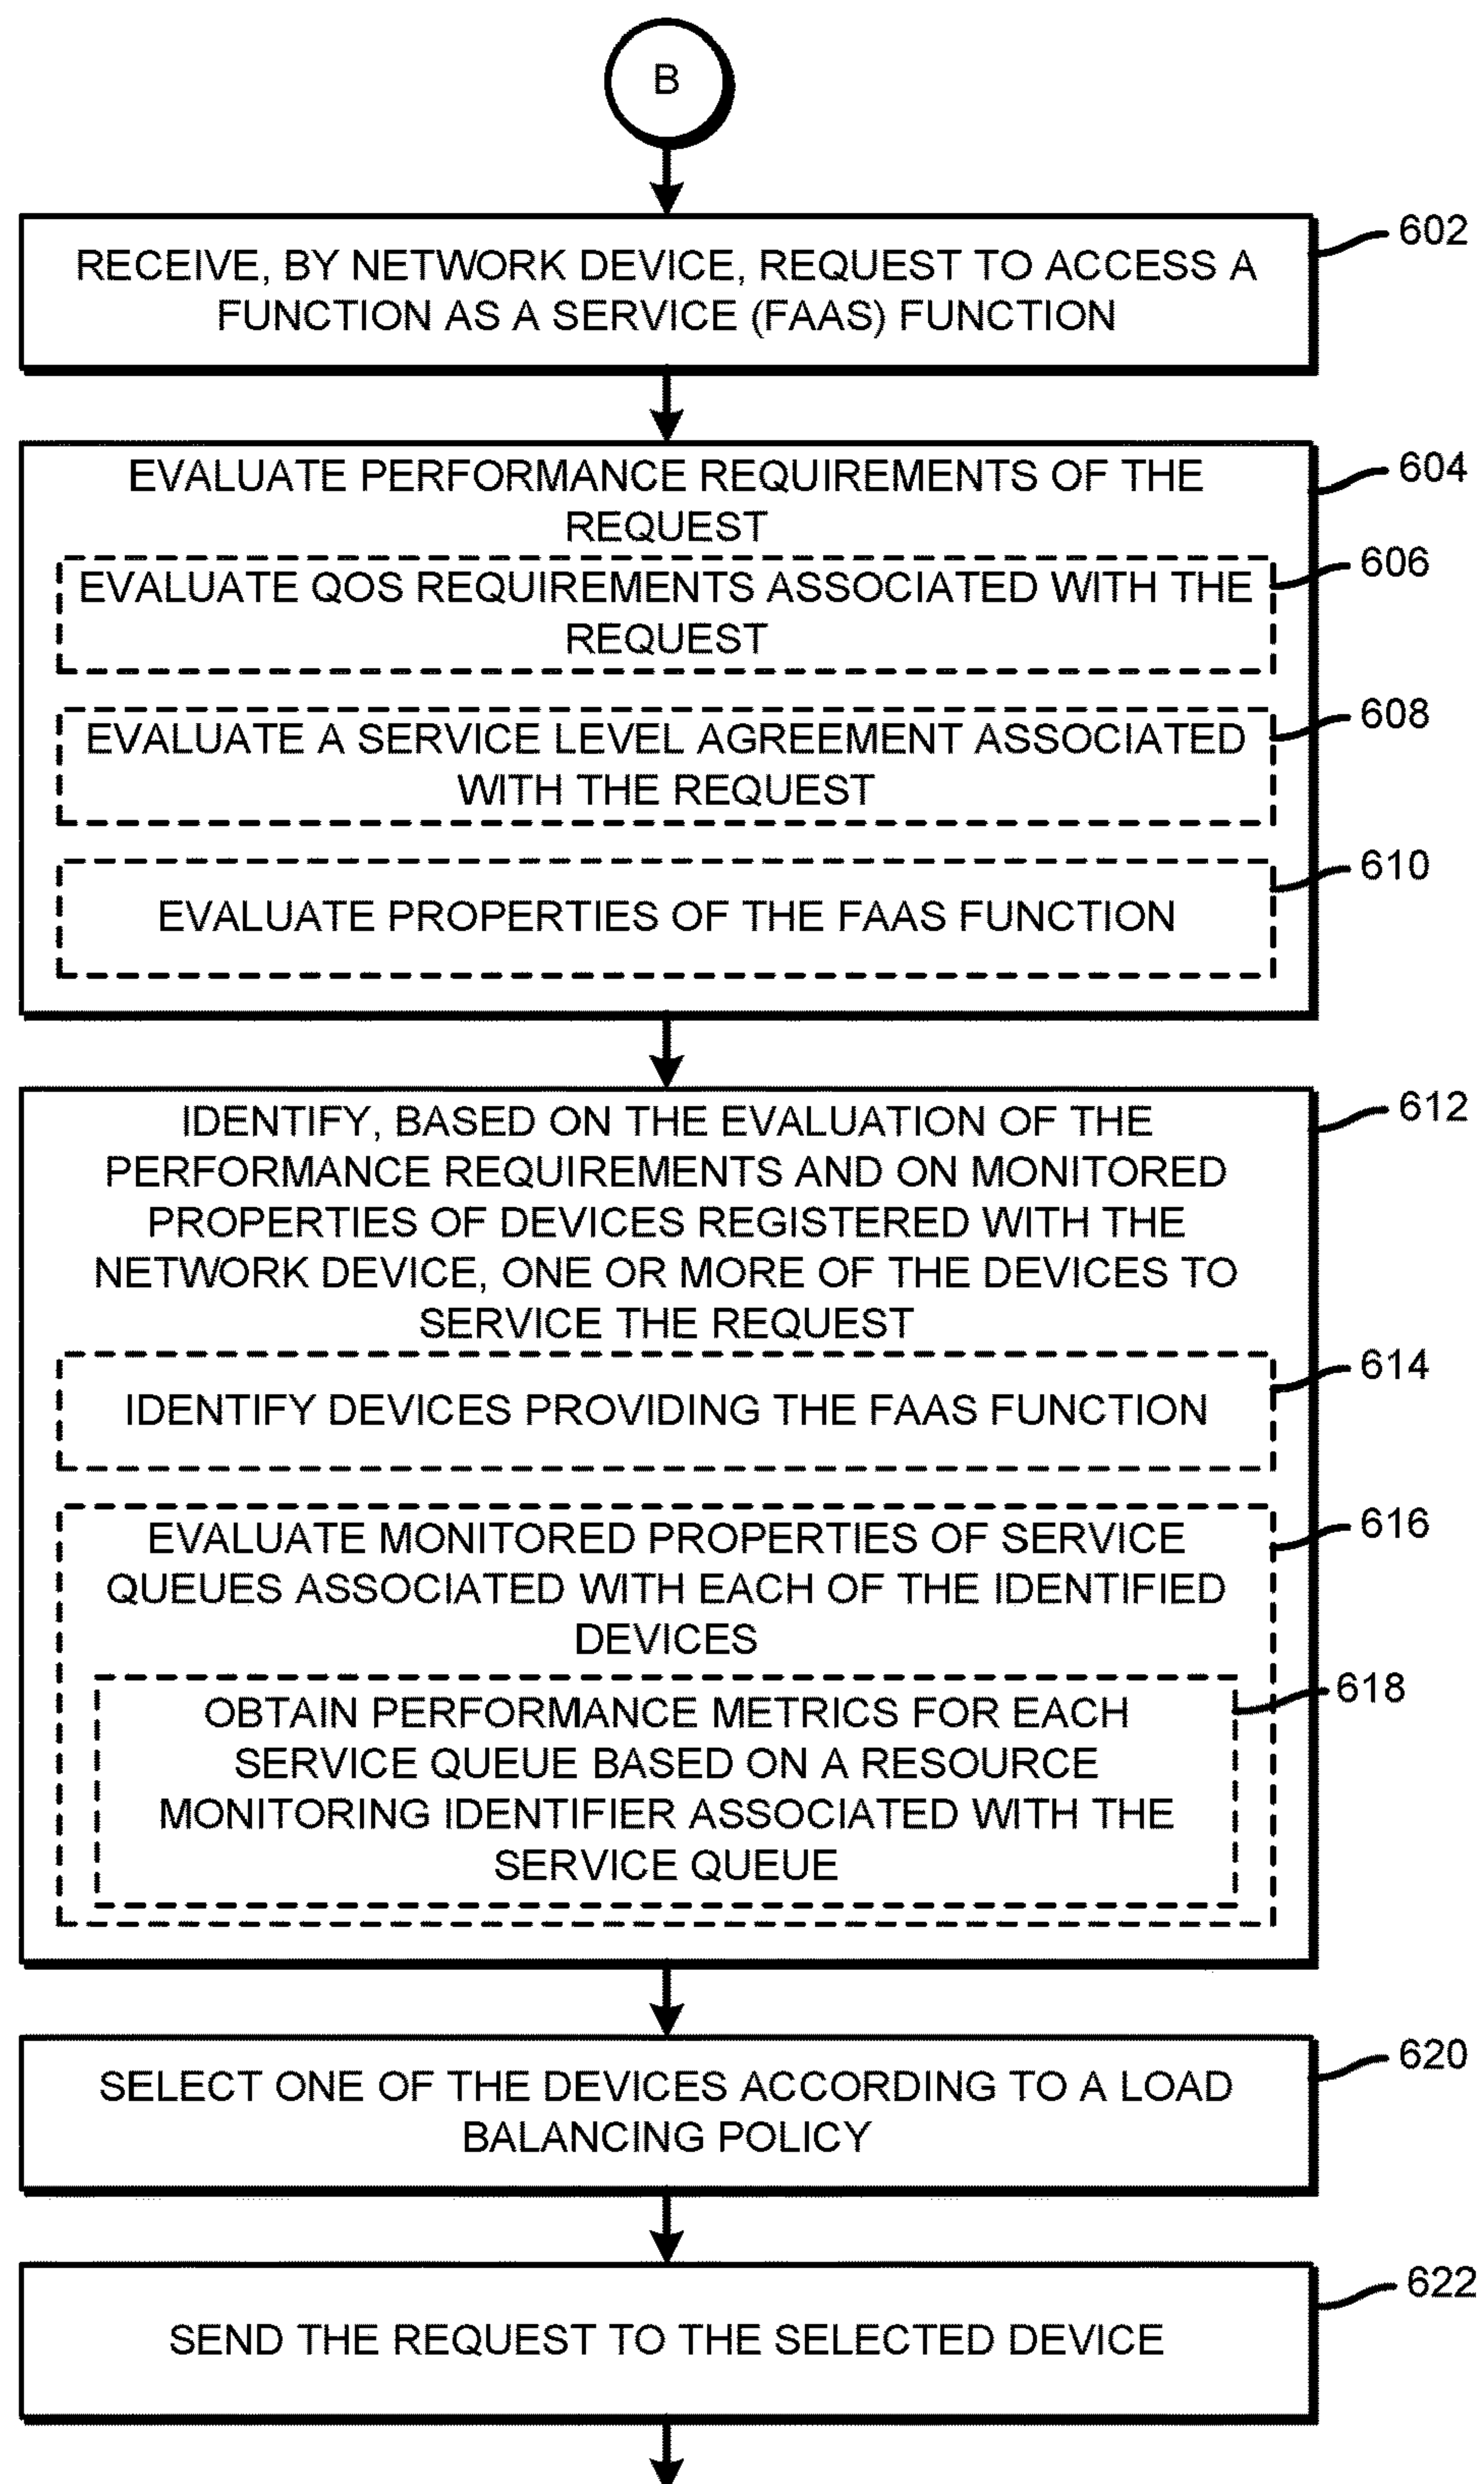 B
602
RECEIVE, BY NETWORK DEVICE, REQUEST TO ACCESS A
FUNCTION AS A SERVICE (FAAS) FUNCTION
604
EVALUATE PERFORMANCE REQUIREMENTS OF THE
REQUEST
606
EVALUATE QOS REQUIREMENTS ASSOCIATED WITH THE
REQUEST
608
EVALUATE A SERVICE LEVEL AGREEMENT ASSOCIATED
WITH THE REQUEST
610
EVALUATE PROPERTIES OF THE FAAS FUNCTION
612
IDENTIFY, BASED ON THE EVALUATION OF THE
PERFORMANCE REQUIREMENTS AND ON MONITORED
PROPERTIES OF DEVICES REGISTERED WITH THE
NETWORK DEVICE, ONE OR MORE OF THE DEVICES TO
SERVICE THE REQUEST
614
IDENTIFY DEVICES PROVIDING THE FAAS FUNCTION
616
EVALUATE MONITORED PROPERTIES OF SERVICE
QUEUES ASSOCIATED WITH EACH OF THE IDENTIFIED
DEVICES
618
OBTAIN PERFORMANCE METRICS FOR EACH
SERVICE QUEUE BASED ON A RESOURCE
MONITORING IDENTIFIER ASSOCIATED WITH THE
SERVICE QUEUE
620
SELECT ONE OF THE DEVICES ACCORDING TO A LOAD
BALANCING POLICY
622
SEND THE REQUEST TO THE SELECTED DEVICE